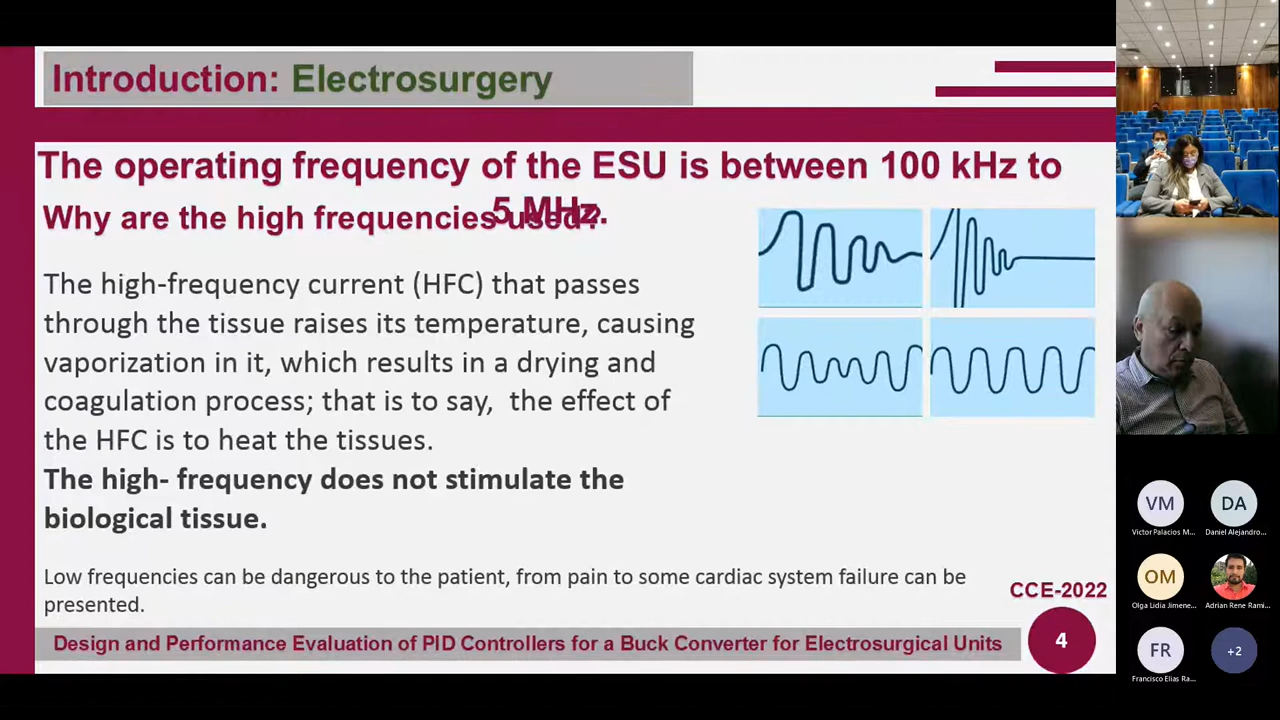 Introduction: Electrosurgery
The operating frequency of the ESU is between 100 kHz to
5 MHz.
Why are the high frequencies used?
The high-frequency current (HFC) that passes
through the tissue raises its temperature, causing
vaporization in it, which results in a drying and
coagulation process; that is to say, the effect of
the HFC is to heat the tissues.
The high- frequency does not stimulate the
biological tissue.
Low frequencies can be dangerous to the patient, from pain to some cardiac system failure can be
presented.
CCE-2022
Design and Performance Evaluation of PID Controllers for a Buck Converter for Electrosurgical Units
4
VM
DA
Victor Palacios M...
Daniel Alejandro...
OM
Olga Lidia Jimene...
Adrian Rene Rami...
FR
+2
Francisco Elias Ra...